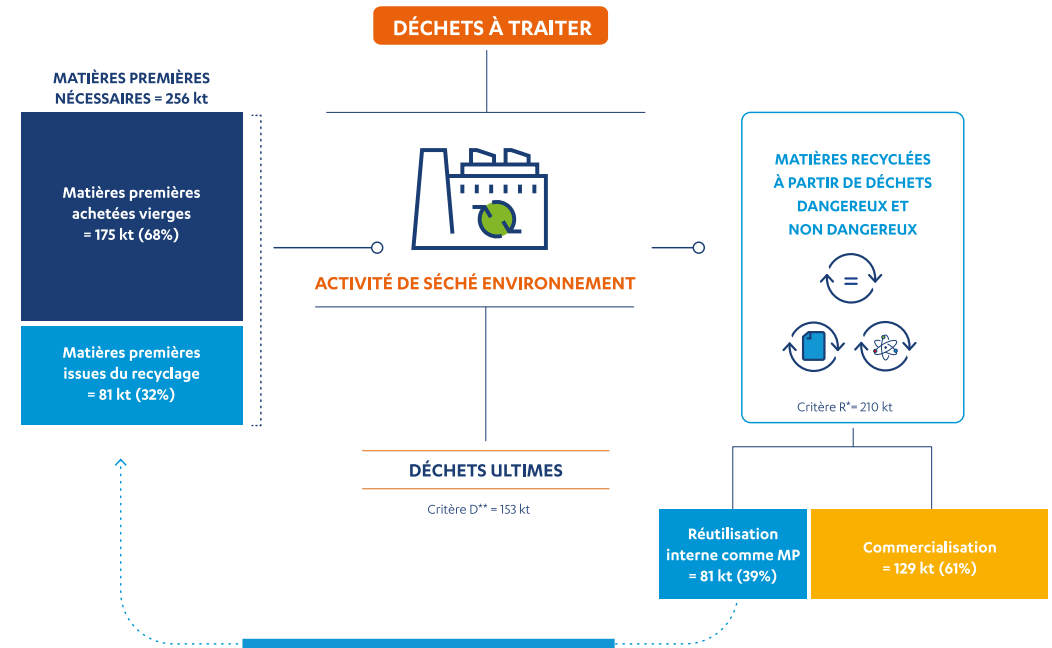 DÉCHETS À TRAITER
MATIÈRES PREMIÈRES
NÉCESSAIRES = 256 kt
Matières premières
achetées vierges
= 175 kt (68%)
Matières premières
issues du recyclage
= 81 kt (32%)
ACTIVITÉ DE SÉCHÉ ENVIRONNEMENT
DÉCHETS ULTIMES
Critère D** = 153 kt
MATIÈRES RECYCLÉES
À PARTIR DE DÉCHETS
DANGEREUX ET
NON DANGEREUX
=
Critère R*= 210 kt
Réutilisation
interne comme MP
= 81 kt (39%)
Commercialisation
= 129 kt (61%)